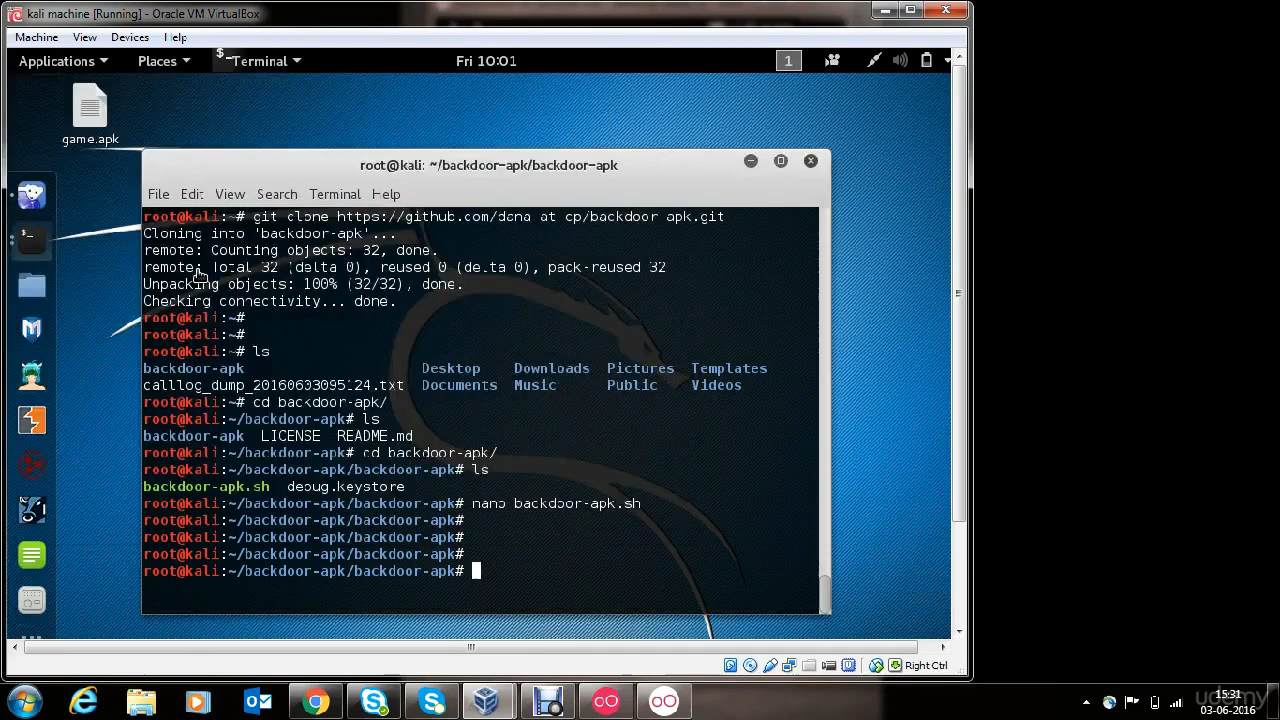 kali machine [Running] - Oracle VM VirtualBox
Machine View Devices Help
Applications Places Terminal Fri 10:01 1
game.apk
root@kali: ~/backdoor-apk/backdoor-apk
File Edit View Search Terminal Help
root@kali:~# git clone https://github.com/dana-at-cp/backdoor-apk.git
Cloning into 'backdoor-apk'...
remote: Counting objects: 32, done.
remote: Total 32 (delta 0), reused 0 (delta 0), pack-reused 32
Unpacking objects: 100% (32/32), done.
Checking connectivity... done.
root@kali:~#
root@kali:~#
root@kali:~# ls
backdoor-apk Desktop Downloads Pictures Templates
calllog_dump_20160603095124.txt Documents Music Public Videos
root@kali:~# cd backdoor-apk/
root@kali:~/backdoor-apk# ls
backdoor-apk LICENSE README.md
root@kali:~/backdoor-apk# cd backdoor-apk/
root@kali:~/backdoor-apk/backdoor-apk# ls
backdoor-apk.sh debug.keystore
root@kali:~/backdoor-apk/backdoor-apk# nano backdoor-apk.sh
root@kali:~/backdoor-apk/backdoor-apk#
root@kali:~/backdoor-apk/backdoor-apk#
root@kali:~/backdoor-apk/backdoor-apk#
root@kali:~/backdoor-apk/backdoor-apk#
Right Ctrl
15:31
03-06-2016
udemy